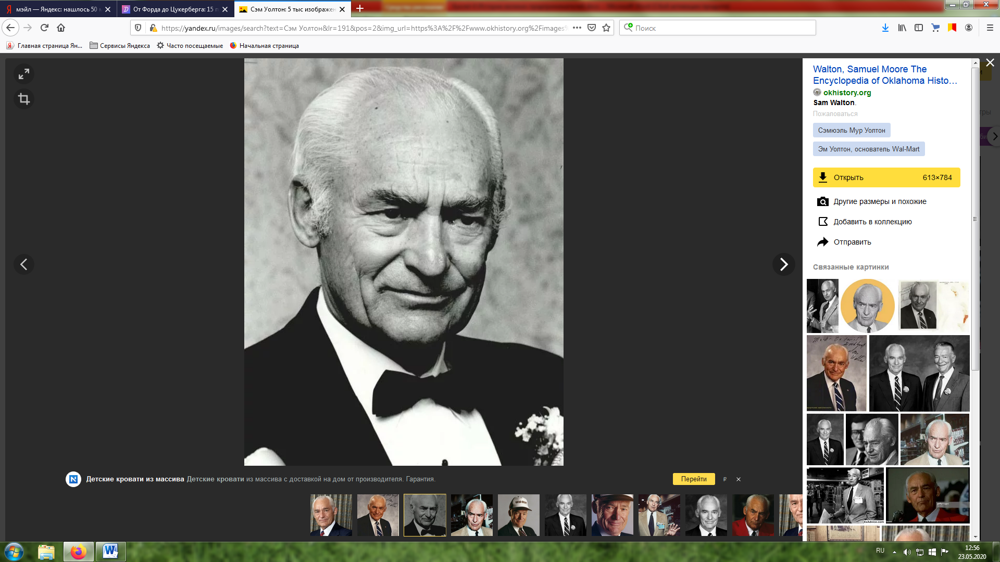 мэйл — Яндекс: нашлось 50 м
От Форда до Цукерберга: 15 г
Сэм Уолтон: 5 тыс изображен
https://yandex.ru/images/search?text=Сэм Уолтон&lr=191&pos=2&img_url=https%3A%2F%2Fwww.okhistory.org%2Fimages%
Поиск
Главная страница Ян...
Сервисы Яндекса
Часто посещаемые
Начальная страница
Walton, Samuel Moore The
Encyclopedia of Oklahoma Histo...
okhistory.org
Sam Walton.
Пожаловаться
Сэмюэль Мур Уолтон
Эм Уолтон, основатель Wal-Mart
Открыть 613×784
Другие размеры и похожие
Добавить в коллекцию
Отправить
Связанные картинки
XxAdvice.com
Детские кровати из массива Детские кровати из массива с доставкой на дом от производителя. Гарантия.
Перейти
₽
WAL-MART
RU
12:56
23.05.2020